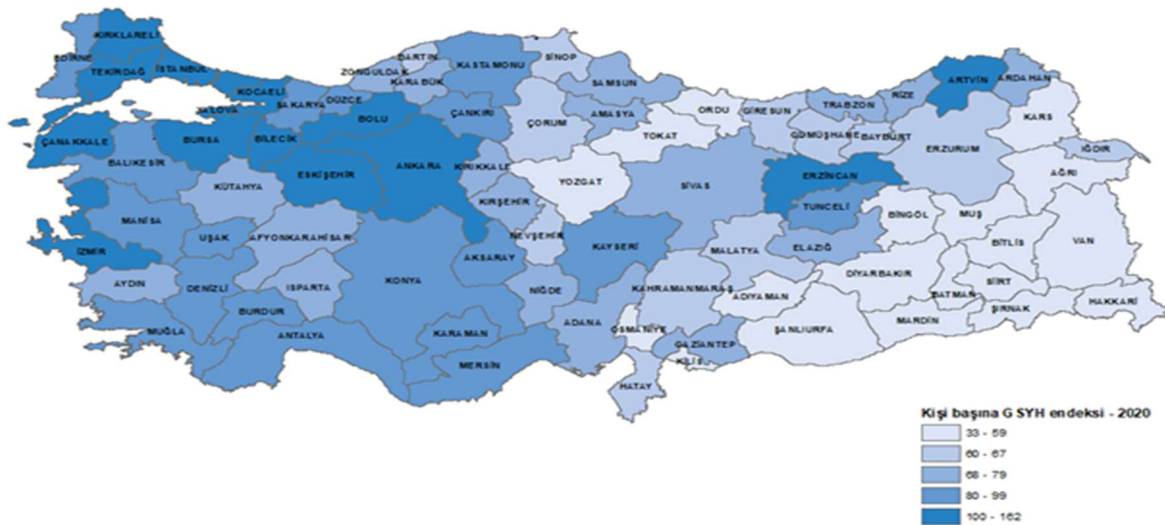 KIRKLARELİ
EDİRNE
TEKİRDAĞ
İSTANBUL
KOCAELİ
YALOVA
SAKARYA
DÜZCE
ZONGULDAK
BARTIN
KARABÜK
KASTAMONU
SİNOP
SAMSUN
ORDU
GİRESUN
TRABZON
RİZE
ARTVİN
ARDAHAN
KARS
IĞDIR
AĞRI
ERZURUM
BAYBURT
GÜMÜŞHANE
TOKAT
AMASYA
ÇORUM
ÇANKIRI
BOLU
BİLECİK
BURSA
ÇANAKKALE
BALIKESİR
KÜTAHYA
ESKİŞEHİR
ANKARA
KIRIKKALE
KIRŞEHİR
YOZGAT
SİVAS
ERZİNCAN
TUNCELİ
BİNGÖL
MUŞ
BİTLİS
VAN
HAKKARİ
ŞIRNAK
SİİRT
BATMAN
MARDİN
DİYARBAKIR
ELAZIĞ
MALATYA
ADIYAMAN
ŞANLIURFA
GAZİANTEP
KİLİS
KAHRAMANMARAŞ
OSMANİYE
HATAY
ADANA
KAYSERİ
NEVŞEHİR
NİĞDE
AKSARAY
KONYA
KARAMAN
MERSİN
ANTALYA
ISPARTA
BURDUR
AFYONKARAHİSAR
UŞAK
MANİSA
İZMİR
AYDIN
DENİZLİ
MUĞLA
Kişi başına GSYH endeksi - 2020
33 - 59
60 - 67
68 - 79
80 - 99
100 - 162